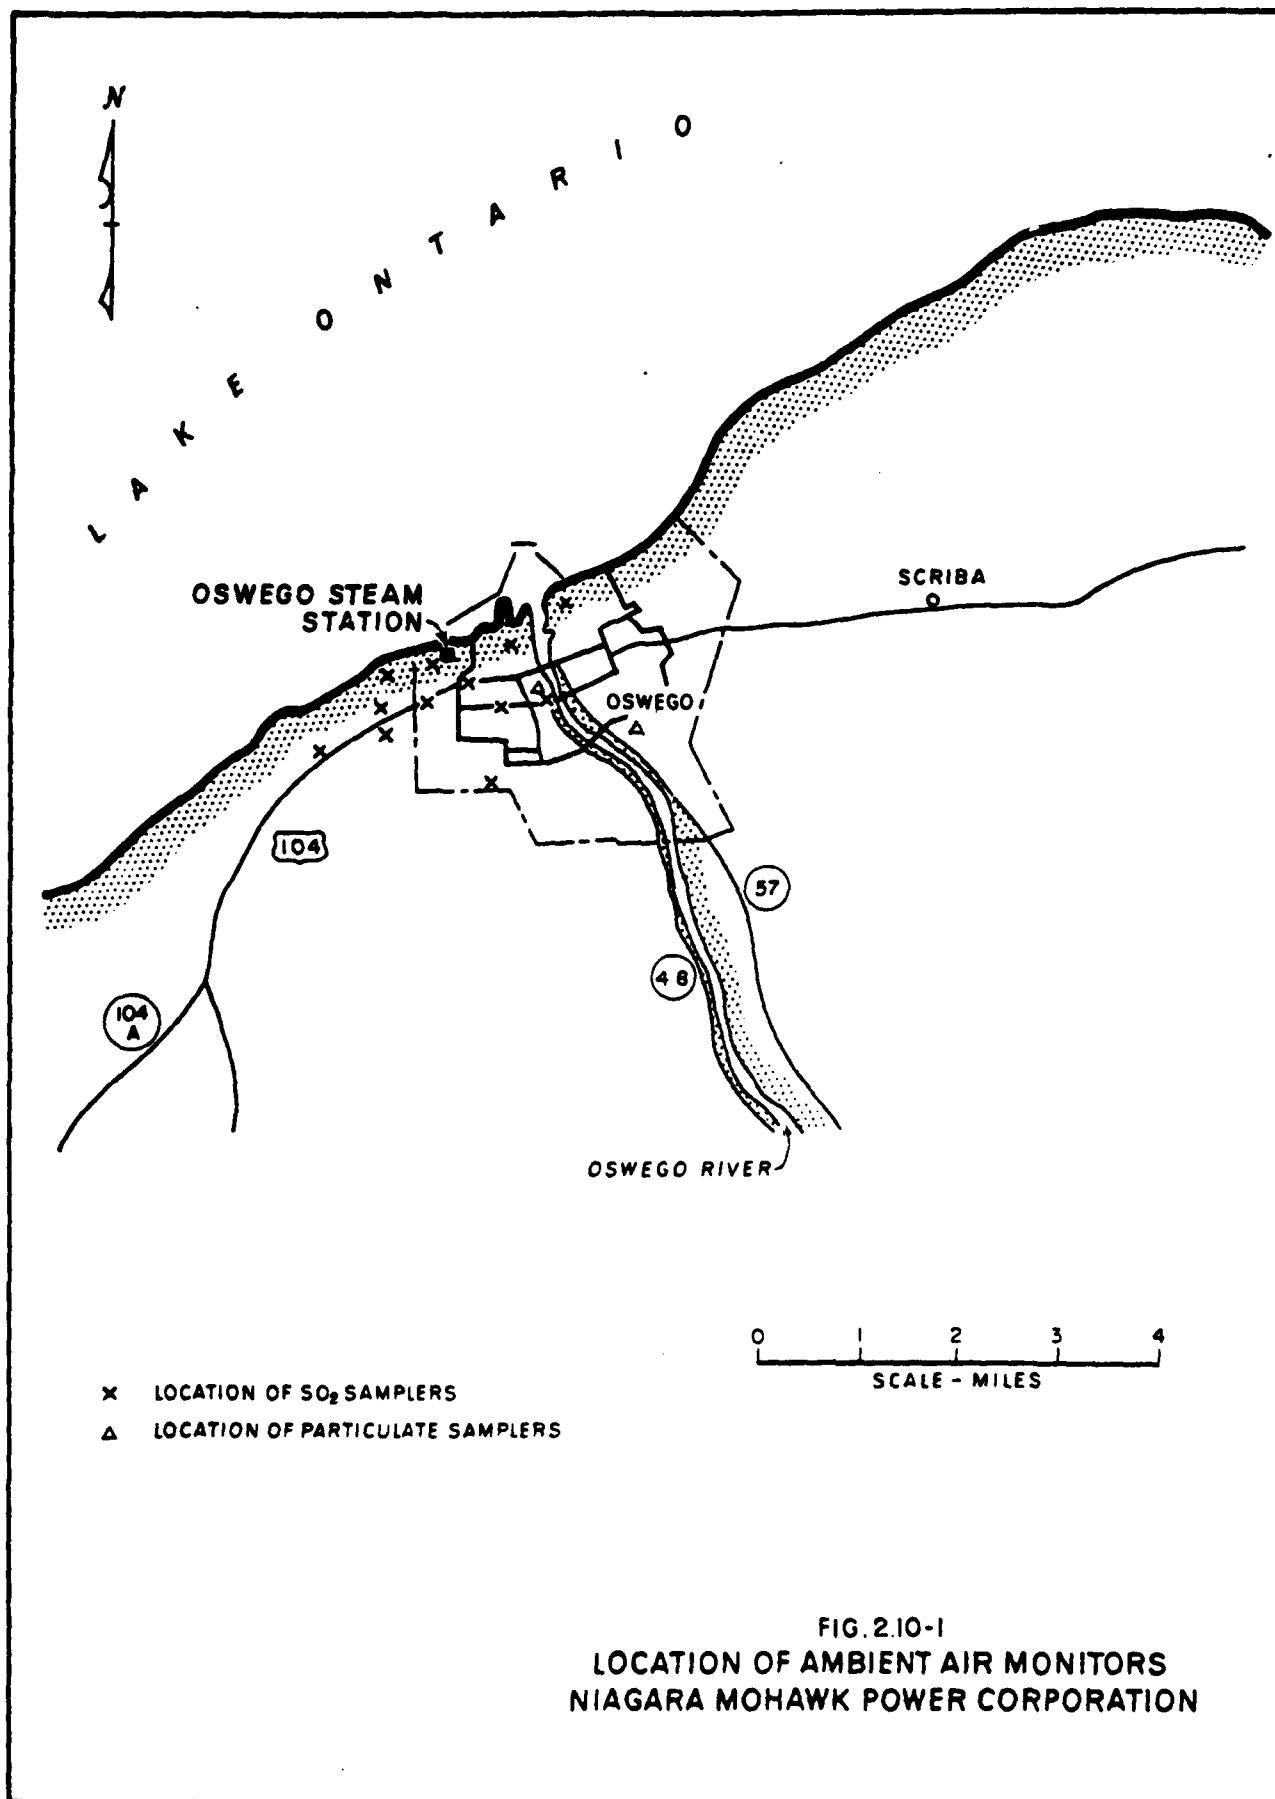 N
LAKE ONTARIO
OSWEGO STEAM
STATION
SCRIBA
OSWEGO
104
57
48
104
A
OSWEGO RIVER
0 1 2 3 4
SCALE - MILES
X LOCATION OF SO₂ SAMPLERS
△ LOCATION OF PARTICULATE SAMPLERS
FIG. 2.10-1
LOCATION OF AMBIENT AIR MONITORS
NIAGARA MOHAWK POWER CORPORATION